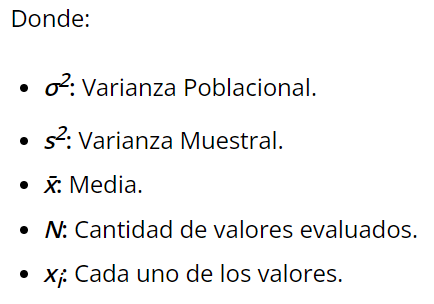 Donde:
• σ²: Varianza Poblacional.
• s²: Varianza Muestral.
• x̄: Media.
• N: Cantidad de valores evaluados.
• xᵢ: Cada uno de los valores.